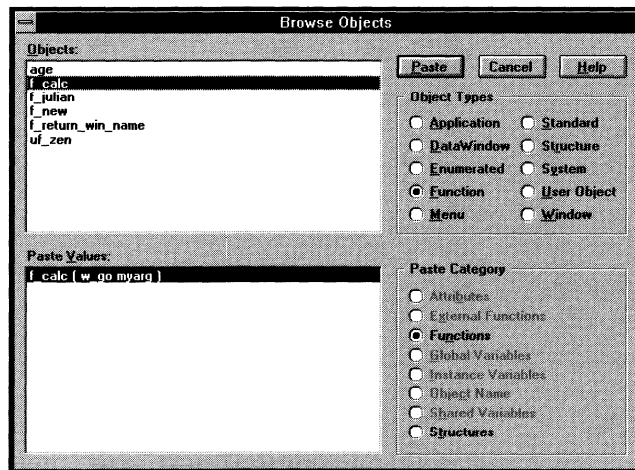 Browse Objects
Objects:
age
f_calc
f_julian
f_new
f_return_win_name
uf_zen
Paste Cancel Help
Object Types
Application Standard
DataWindow Structure
Enumerated System
Function User Object
Menu Window
Paste Values:
f_calc ( w_go myarg )
Paste Category
Attributes
External Functions
Functions
Global Variables
Instance Variables
Object Name
Shared Variables
Structures